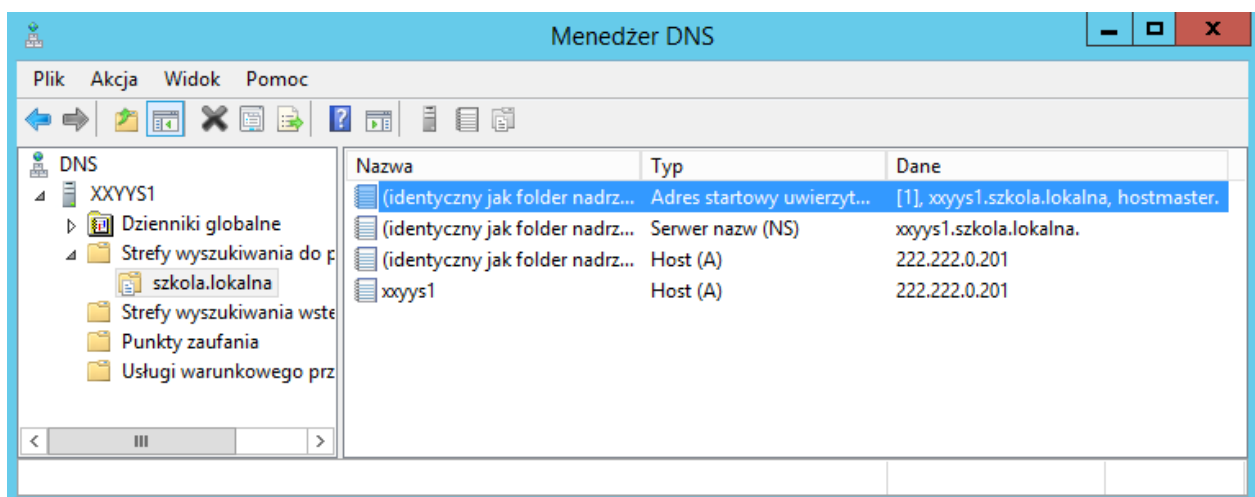 Menedżer DNS
Plik Akcja Widok Pomoc
DNS
XXYYS1
Dzienniki globalne
Strefy wyszukiwania do p
szkola.lokalna
Strefy wyszukiwania wste
Punkty zaufania
Usługi warunkowego prz
Nazwa Typ Dane
(identyczny jak folder nadrz... Adres startowy uwierzyt... [1], xxyys1.szkola.lokalna, hostmaster.
(identyczny jak folder nadrz... Serwer nazw (NS) xxyys1.szkola.lokalna.
(identyczny jak folder nadrz... Host (A) 222.222.0.201
xxyys1 Host (A) 222.222.0.201